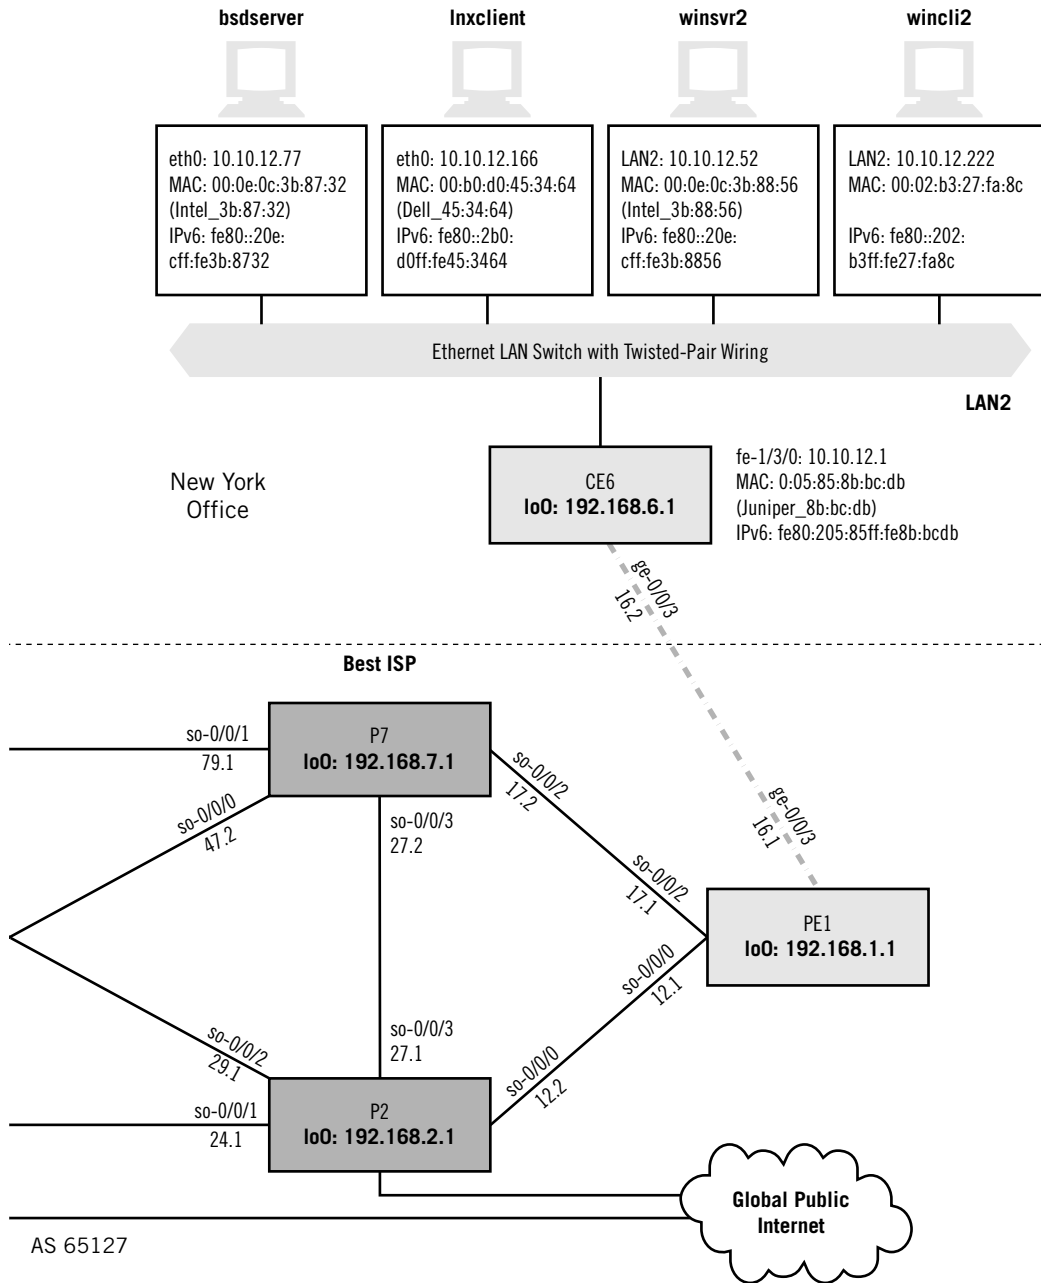 bsdserver
lnxclient
winsvr2
wincli2
eth0: 10.10.12.77
MAC: 00:0e:0c:3b:87:32
(Intel_3b:87:32)
IPv6: fe80::20e:
cff:fe3b:8732
eth0: 10.10.12.166
MAC: 00:b0:d0:45:34:64
(Dell_45:34:64)
IPv6: fe80::2b0:
d0ff:fe45:3464
LAN2: 10.10.12.52
MAC: 00:0e:0c:3b:88:56
(Intel_3b:88:56)
IPv6: fe80::20e:
cff:fe3b:8856
LAN2: 10.10.12.222
MAC: 00:02:b3:27:fa:8c
IPv6: fe80::202:
b3ff:fe27:fa8c
Ethernet LAN Switch with Twisted-Pair Wiring
LAN2
New York
Office
CE6
lo0: 192.168.6.1
fe-1/3/0: 10.10.12.1
MAC: 0:05:85:8b:bc:db
(Juniper_8b:bc:db)
IPv6: fe80:205:85ff:fe8b:bcdb
ge-0/0/3
16.2
Best ISP
so-0/0/1
79.1
P7
lo0: 192.168.7.1
so-0/0/2
17.2
so-0/0/0
47.2
so-0/0/3
27.2
ge-0/0/3
16.1
so-0/0/2
17.1
PE1
lo0: 192.168.1.1
so-0/0/0
12.1
so-0/0/2
29.1
so-0/0/3
27.1
so-0/0/0
12.2
so-0/0/1
24.1
P2
lo0: 192.168.2.1
Global Public
Internet
AS 65127